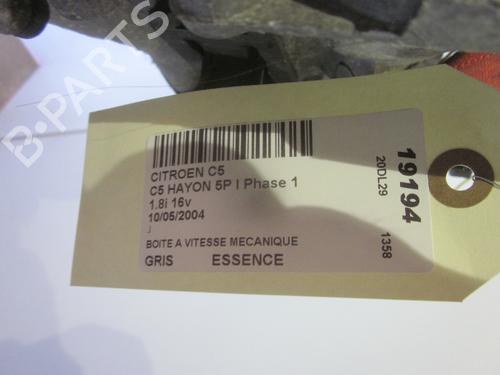 B-PARTS
CITROEN C5
C5 HAYON 5P I Phase 1
1.8i 16v
10/05/2004
J
BOITE A VITESSE MECANIQUE
GRIS ESSENCE
19194
20DL29 1358